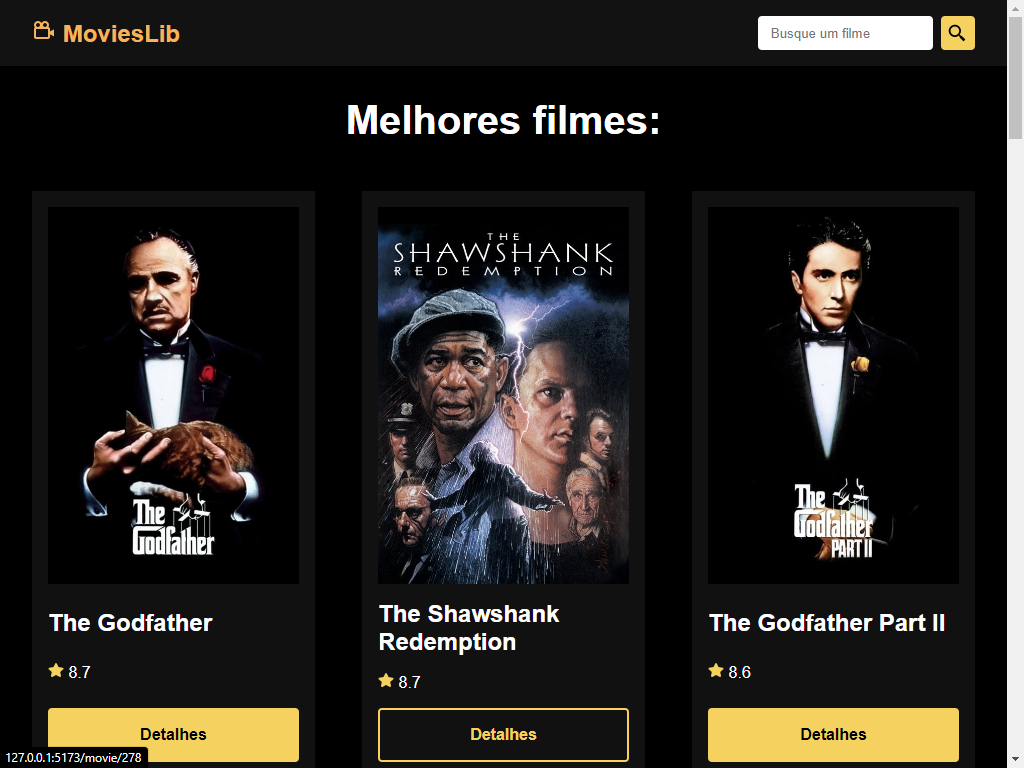 MoviesLib
Busque um filme
Melhores filmes:
The
Godfather
THE
SHAWSHANK
REDEMPTION
The
Godfather
PART II
The Godfather
8.7
Detalhes
The Shawshank
Redemption
8.7
Detalhes
The Godfather Part II
8.6
Detalhes
127.0.0.1:5173/movie/278